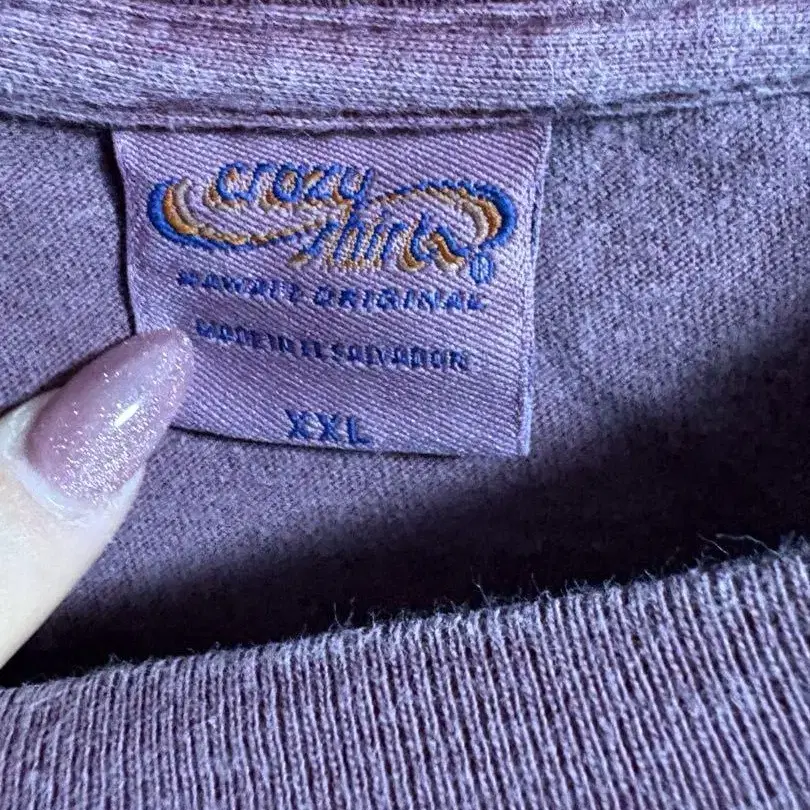 crazy
shirts®
HAWAII ORIGINAL
MADE IN EL SALVADOR
XXL